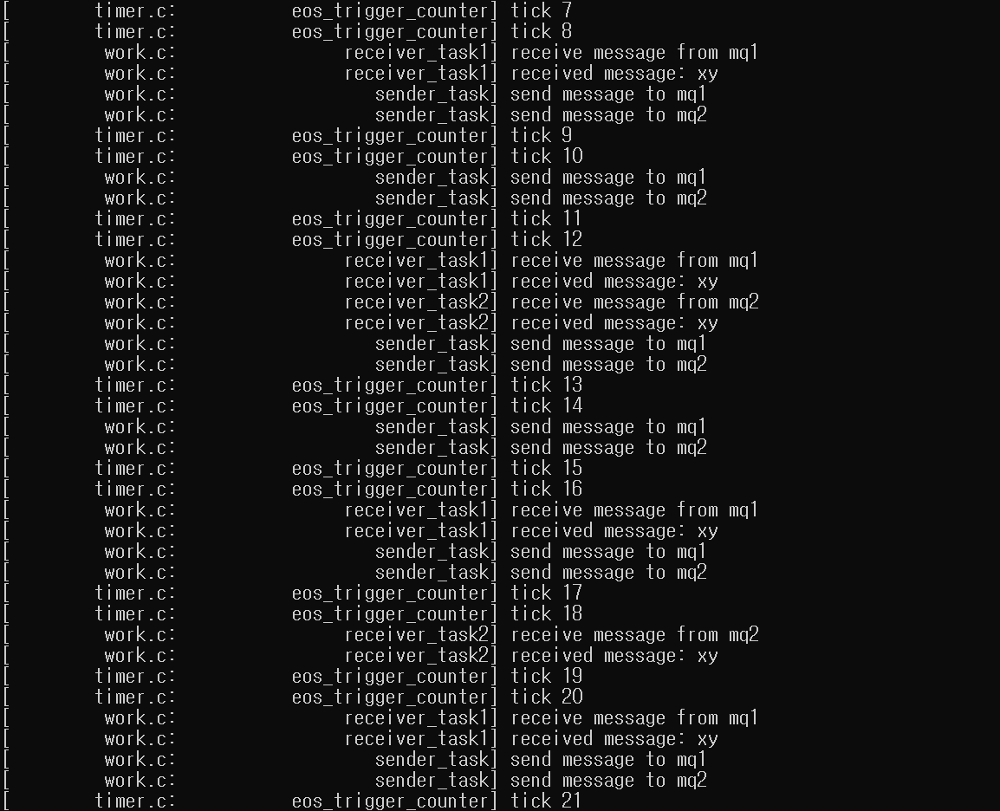 [ timer.c: eos_trigger_counter] tick 7
[ timer.c: eos_trigger_counter] tick 8
[ work.c: receiver_task1] receive message from mq1
[ work.c: receiver_task1] received message: xy
[ work.c: sender_task] send message to mq1
[ work.c: sender_task] send message to mq2
[ timer.c: eos_trigger_counter] tick 9
[ timer.c: eos_trigger_counter] tick 10
[ work.c: sender_task] send message to mq1
[ work.c: sender_task] send message to mq2
[ timer.c: eos_trigger_counter] tick 11
[ timer.c: eos_trigger_counter] tick 12
[ work.c: receiver_task1] receive message from mq1
[ work.c: receiver_task1] received message: xy
[ work.c: receiver_task2] receive message from mq2
[ work.c: receiver_task2] received message: xy
[ work.c: sender_task] send message to mq1
[ work.c: sender_task] send message to mq2
[ timer.c: eos_trigger_counter] tick 13
[ timer.c: eos_trigger_counter] tick 14
[ work.c: sender_task] send message to mq1
[ work.c: sender_task] send message to mq2
[ timer.c: eos_trigger_counter] tick 15
[ timer.c: eos_trigger_counter] tick 16
[ work.c: receiver_task1] receive message from mq1
[ work.c: receiver_task1] received message: xy
[ work.c: sender_task] send message to mq1
[ work.c: sender_task] send message to mq2
[ timer.c: eos_trigger_counter] tick 17
[ timer.c: eos_trigger_counter] tick 18
[ work.c: receiver_task2] receive message from mq2
[ work.c: receiver_task2] received message: xy
[ timer.c: eos_trigger_counter] tick 19
[ timer.c: eos_trigger_counter] tick 20
[ work.c: receiver_task1] receive message from mq1
[ work.c: receiver_task1] received message: xy
[ work.c: sender_task] send message to mq1
[ work.c: sender_task] send message to mq2
[ timer.c: eos_trigger_counter] tick 21